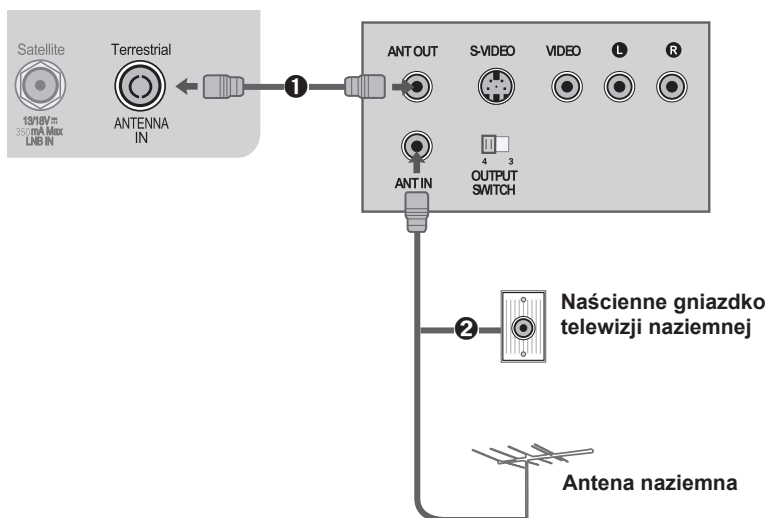 Satellite
13/18V
350mA Max
LNB IN
Terrestrial
ANTENNA
IN
1
ANT OUT
S-VIDEO
VIDEO
L
R
ANT IN
4 3
OUTPUT
SWITCH
2
Naścienne gniazdko
telewizji naziemnej
Antena naziemna